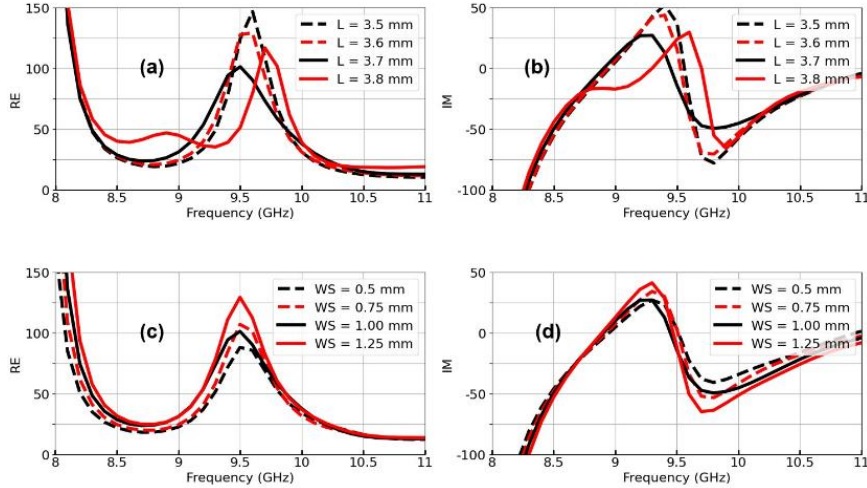 150
100
50
0
RE
(a)
L = 3.5 mm
L = 3.6 mm
L = 3.7 mm
L = 3.8 mm
8 8.5 9 9.5 10 10.5 11
Frequency (GHz)
50
0
-50
-100
IM
(b)
L = 3.5 mm
L = 3.6 mm
L = 3.7 mm
L = 3.8 mm
8 8.5 9 9.5 10 10.5 11
Frequency (GHz)
150
100
50
0
RE
(c)
WS = 0.5 mm
WS = 0.75 mm
WS = 1.00 mm
WS = 1.25 mm
8 8.5 9 9.5 10 10.5 11
Frequency (GHz)
50
0
-50
-100
IM
(d)
WS = 0.5 mm
WS = 0.75 mm
WS = 1.00 mm
WS = 1.25 mm
8 8.5 9 9.5 10 10.5 11
Frequency (GHz)